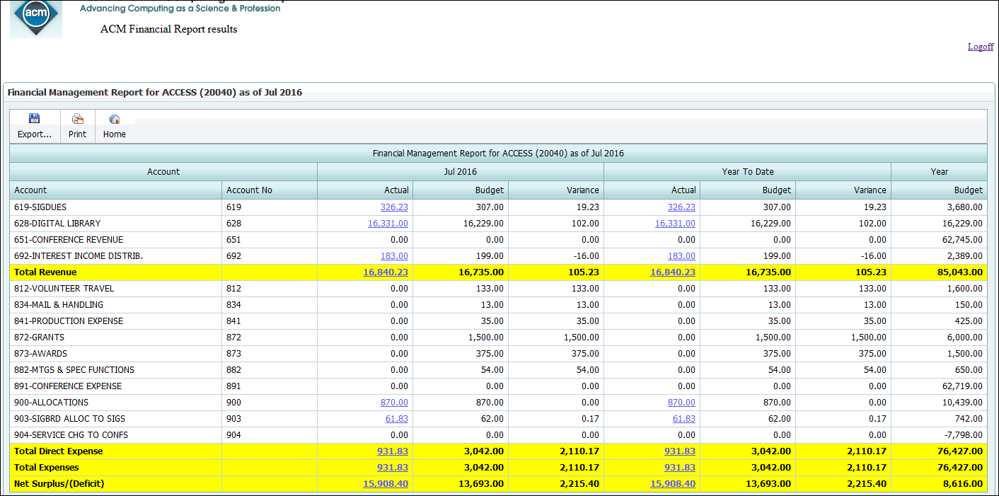 acm
Advancing Computing as a Science & Profession
ACM Financial Report results
Logoff
Financial Management Report for ACCESS (20040) as of Jul 2016
Export... Print Home
Financial Management Report for ACCESS (20040) as of Jul 2016
Account Jul 2016 Year To Date Year
Account Account No Actual Budget Variance Actual Budget Variance Budget
619-SIGDUES 619 326.23 307.00 19.23 326.23 307.00 19.23 3,680.00
628-DIGITAL LIBRARY 628 16,331.00 16,229.00 102.00 16,331.00 16,229.00 102.00 16,229.00
651-CONFERENCE REVENUE 651 0.00 0.00 0.00 0.00 0.00 0.00 62,745.00
692-INTEREST INCOME DISTRIB. 692 183.00 199.00 -16.00 183.00 199.00 -16.00 2,389.00
Total Revenue 16,840.23 16,735.00 105.23 16,840.23 16,735.00 105.23 85,043.00
812-VOLUNTEER TRAVEL 812 0.00 133.00 133.00 0.00 133.00 133.00 1,600.00
834-MAIL & HANDLING 834 0.00 13.00 13.00 0.00 13.00 13.00 150.00
841-PRODUCTION EXPENSE 841 0.00 35.00 35.00 0.00 35.00 35.00 425.00
872-GRANTS 872 0.00 1,500.00 1,500.00 0.00 1,500.00 1,500.00 6,000.00
873-AWARDS 873 0.00 375.00 375.00 0.00 375.00 375.00 1,500.00
882-MTGS & SPEC FUNCTIONS 882 0.00 54.00 54.00 0.00 54.00 54.00 650.00
891-CONFERENCE EXPENSE 891 0.00 0.00 0.00 0.00 0.00 0.00 62,719.00
900-ALLOCATIONS 900 870.00 870.00 0.00 870.00 870.00 0.00 10,439.00
903-SIGBRD ALLOC TO SIGS 903 61.83 62.00 0.17 61.83 62.00 0.17 742.00
904-SERVICE CHG TO CONFS 904 0.00 0.00 0.00 0.00 0.00 0.00 -7,798.00
Total Direct Expense 931.83 3,042.00 2,110.17 931.83 3,042.00 2,110.17 76,427.00
Total Expenses 931.83 3,042.00 2,110.17 931.83 3,042.00 2,110.17 76,427.00
Net Surplus/(Deficit) 15,908.40 13,693.00 2,215.40 15,908.40 13,693.00 2,215.40 8,616.00